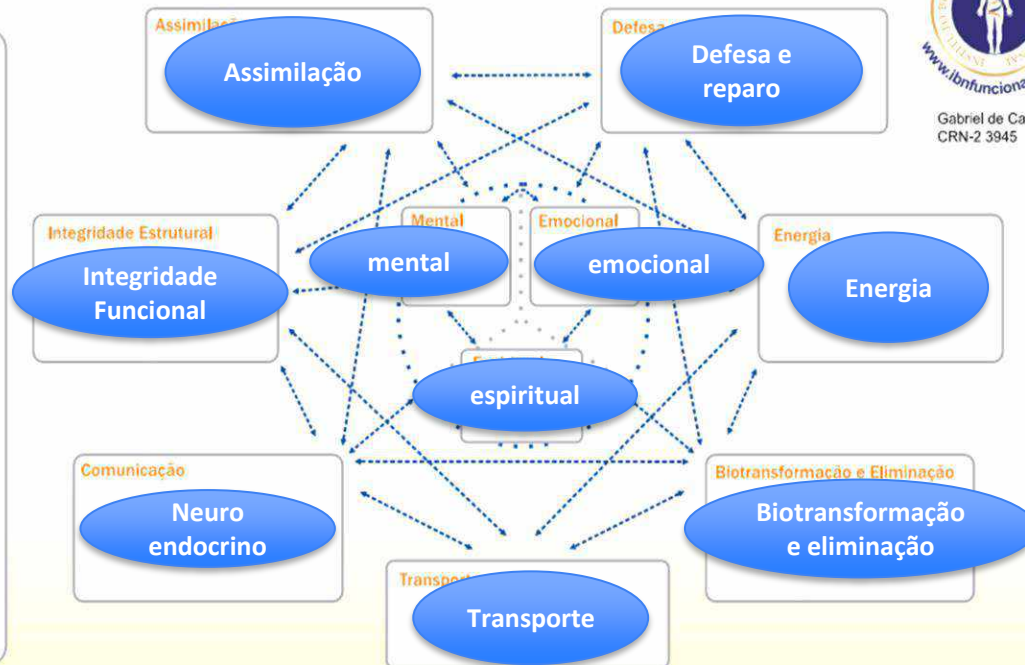 Assimilação
Defesa e
reparo
www.ibnfuncional
Gabriel de Ca
CRN-2 3945
Integridade Estrutural
Integridade
Funcional
Mental
mental
Emocional
emocional
Energia
Energia
espiritual
Comunicação
Neuro
endocrino
Biotransformação e Eliminação
Biotransformação
e eliminação
Transporte